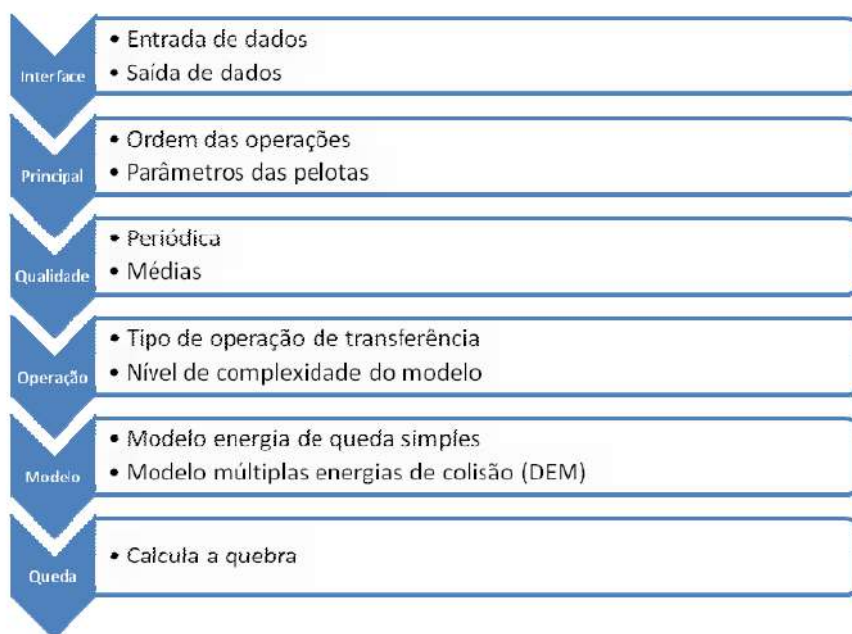 Interface
• Entrada de dados
• Saída de dados
Principal
• Ordem das operações
• Parâmetros das pelotas
Qualidade
• Periódica
• Médias
Operação
• Tipo de operação de transferência
• Nível de complexidade do modelo
Modelo
• Modelo energia de queda simples
• Modelo múltiplas energias de colisão (DEM)
Queda
• Calcula a quebra